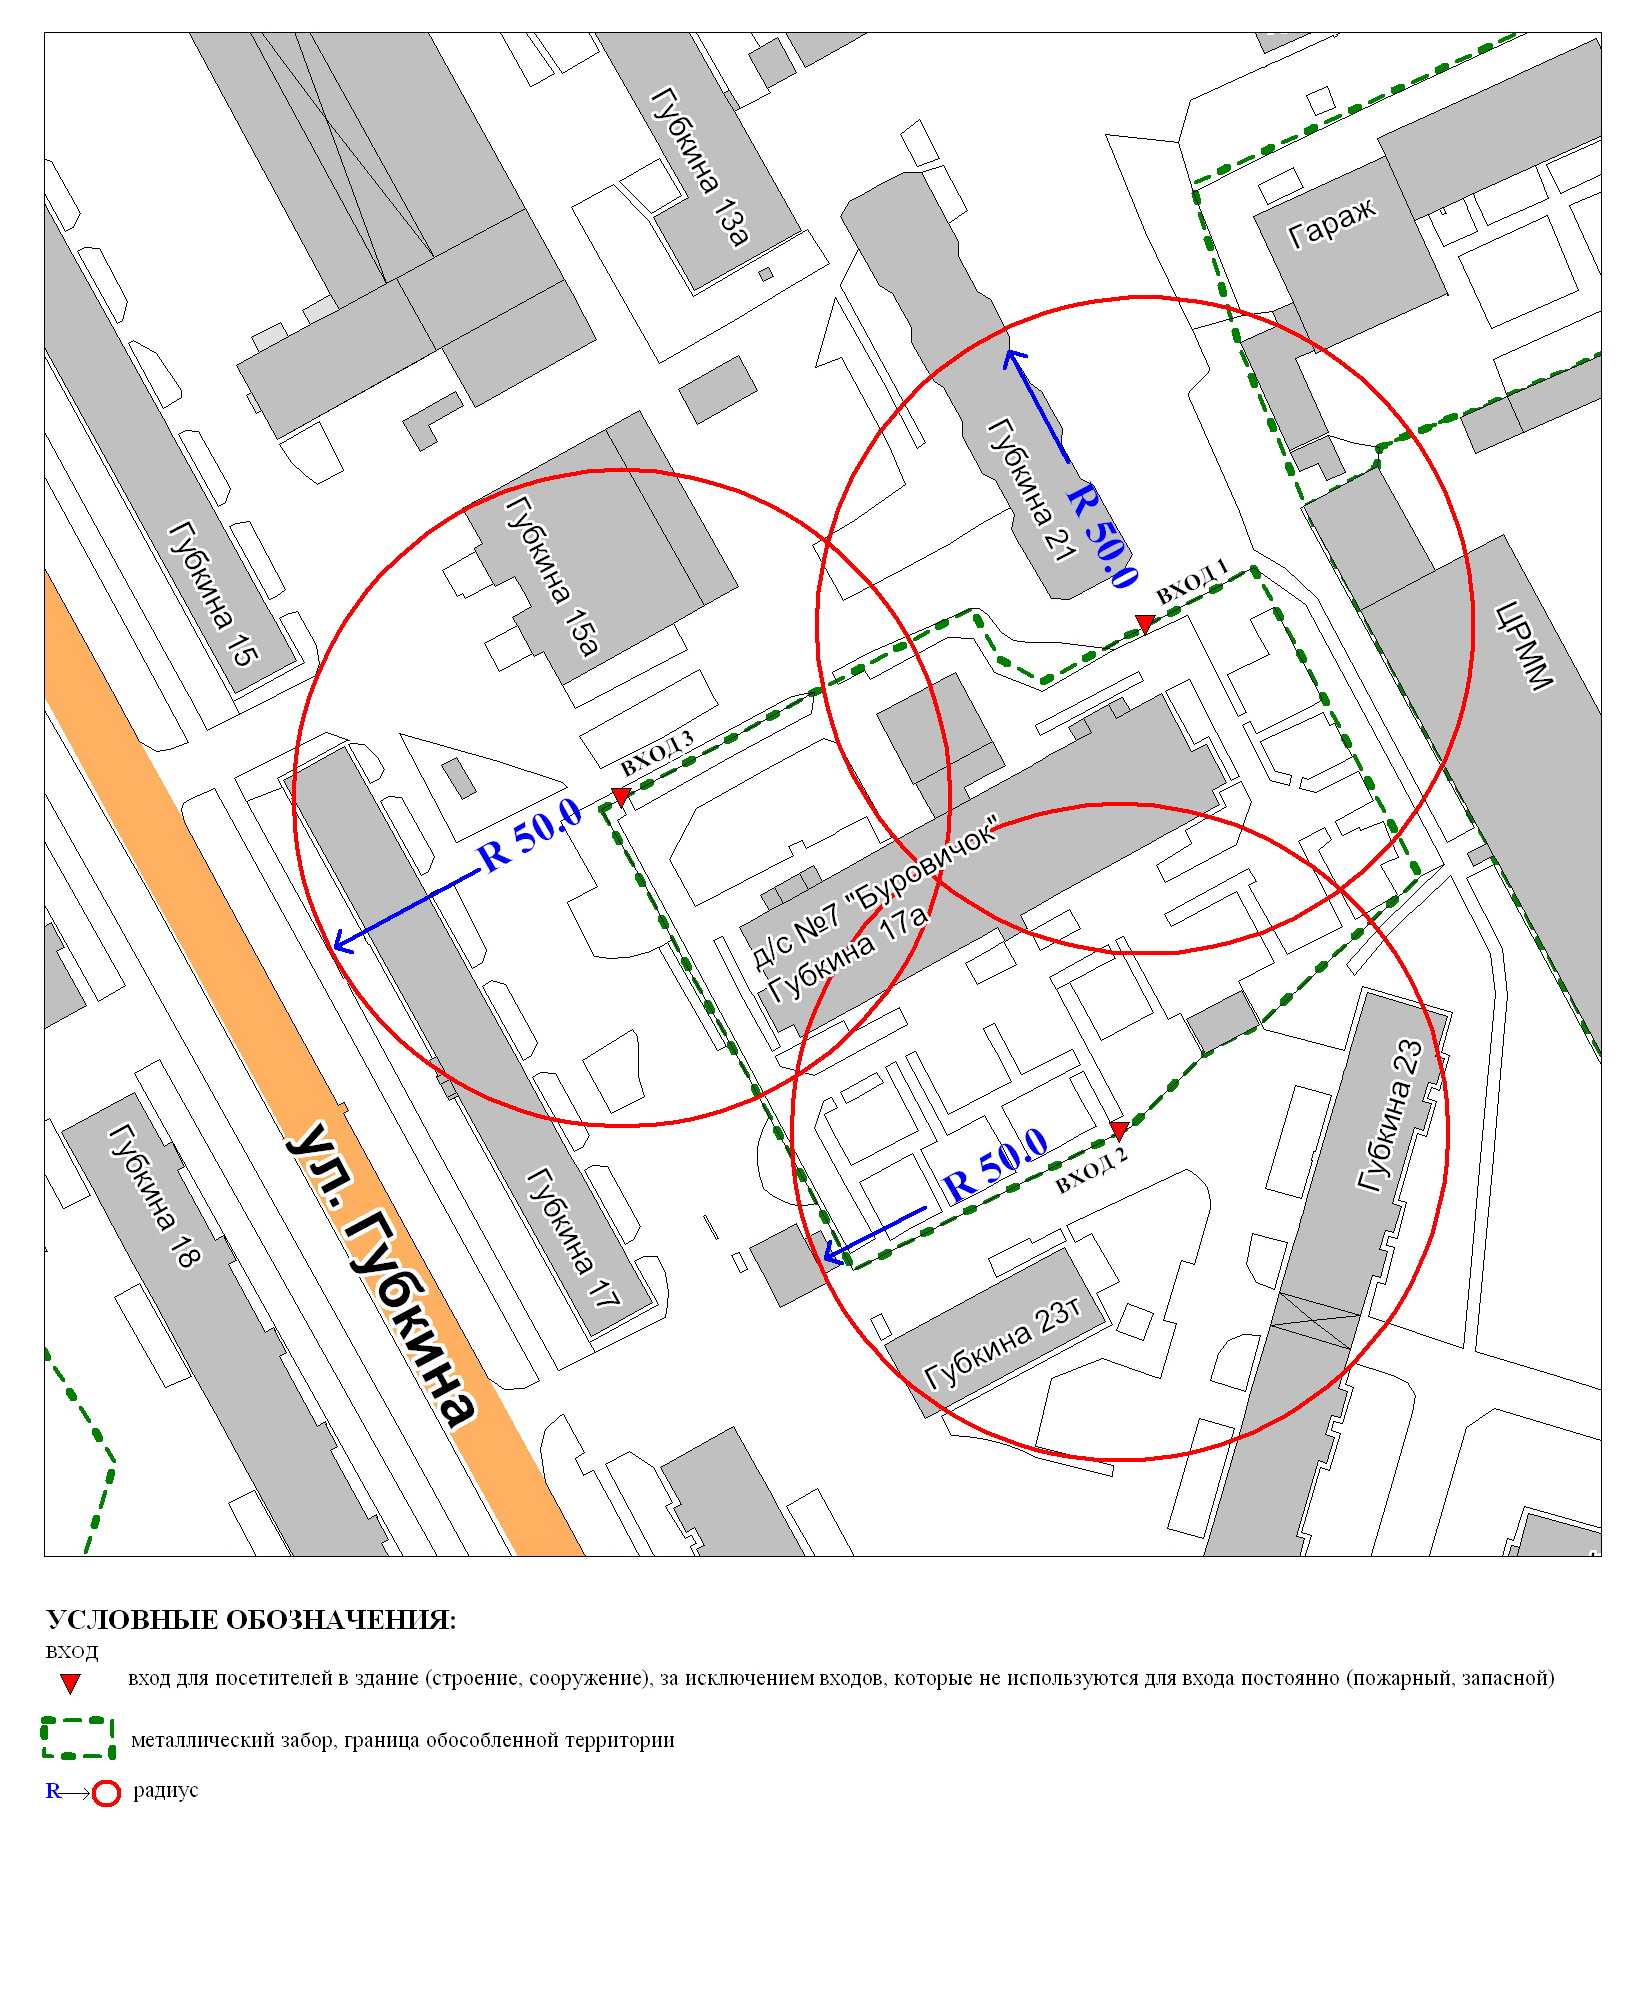 Губкина 13а
Гараж
Губкина 21
R 50.0
Губкина 15а
Губкина 15
ВХОД 1
ЦРММ
ВХОД 3
R 50.0
д/с №7 "Буровичок"
Губкина 17а
Губкина 23
R 50.0
ВХОД 2
ул. Губкина
Губкина 18
Губкина 17
Губкина 23т
УСЛОВНЫЕ ОБОЗНАЧЕНИЯ:
ВХОД
вход для посетителей в здание (строение, сооружение), за исключением входов, которые не используются для входа постоянно (пожарный, запасной)
металлический забор, граница обособленной территории
R радиус